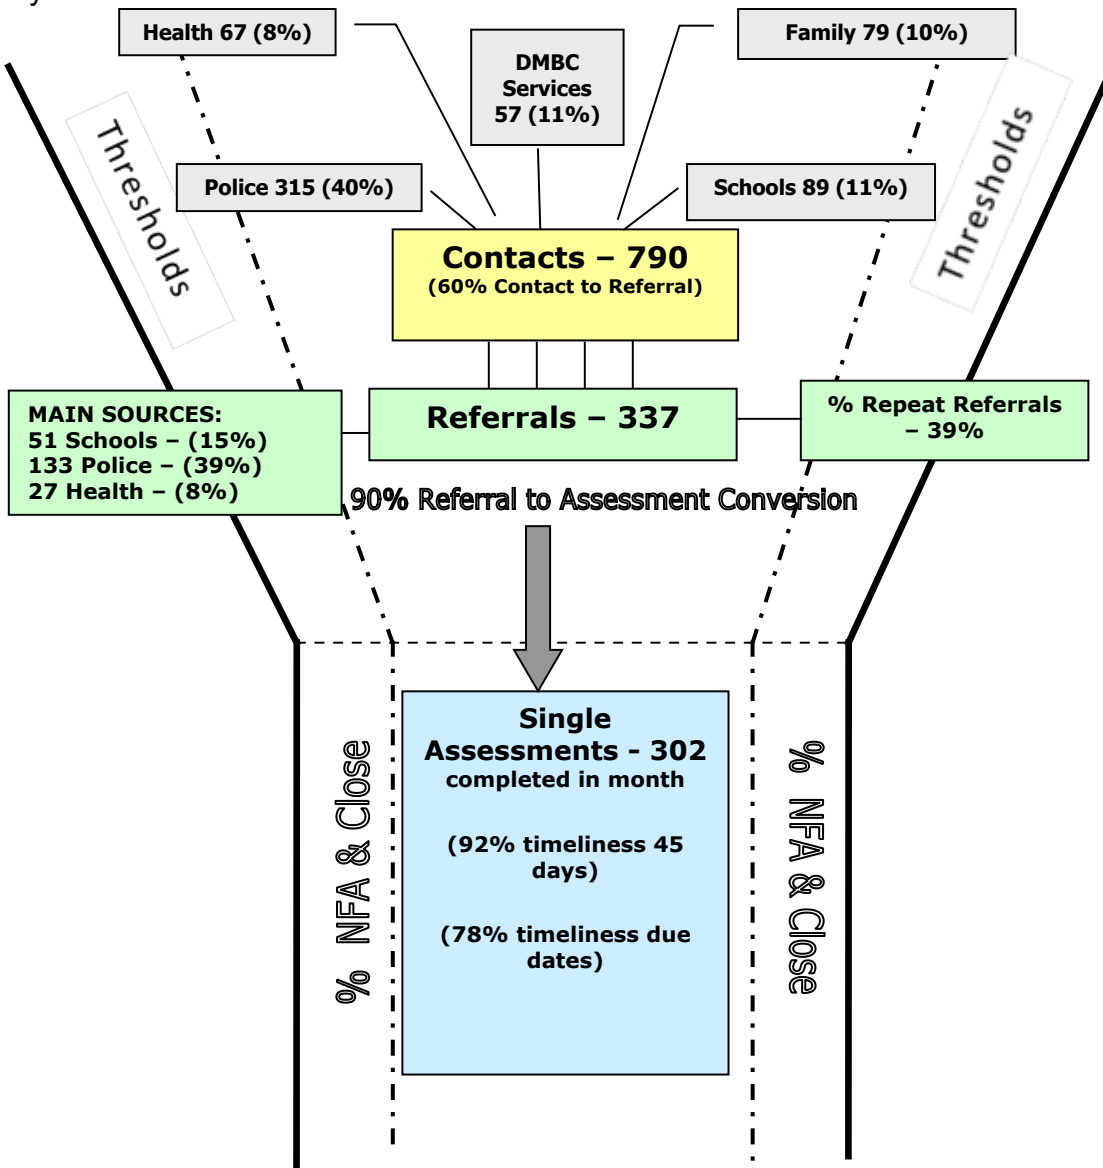 Health 67 (8%)
Family 79 (10%)
DMBC
Services
57 (11%)
Thresholds
Thresholds
Police 315 (40%)
Schools 89 (11%)
Contacts – 790
(60% Contact to Referral)
MAIN SOURCES:
51 Schools – (15%)
133 Police – (39%)
27 Health – (8%)
Referrals – 337
% Repeat Referrals
– 39%
90% Referral to Assessment Conversion
Single
Assessments - 302
completed in month
(92% timeliness 45
days)
(78% timeliness due
dates)
% NFA & Close
% NFA & Close